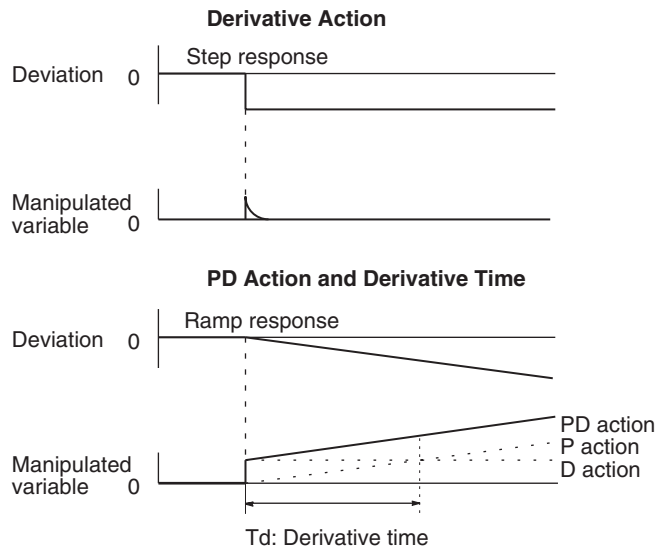 Derivative Action
Step response
Deviation 0
Manipulated
variable 0
PD Action and Derivative Time
Ramp response
Deviation 0
PD action
P action
D action
Manipulated
variable 0
Td: Derivative time